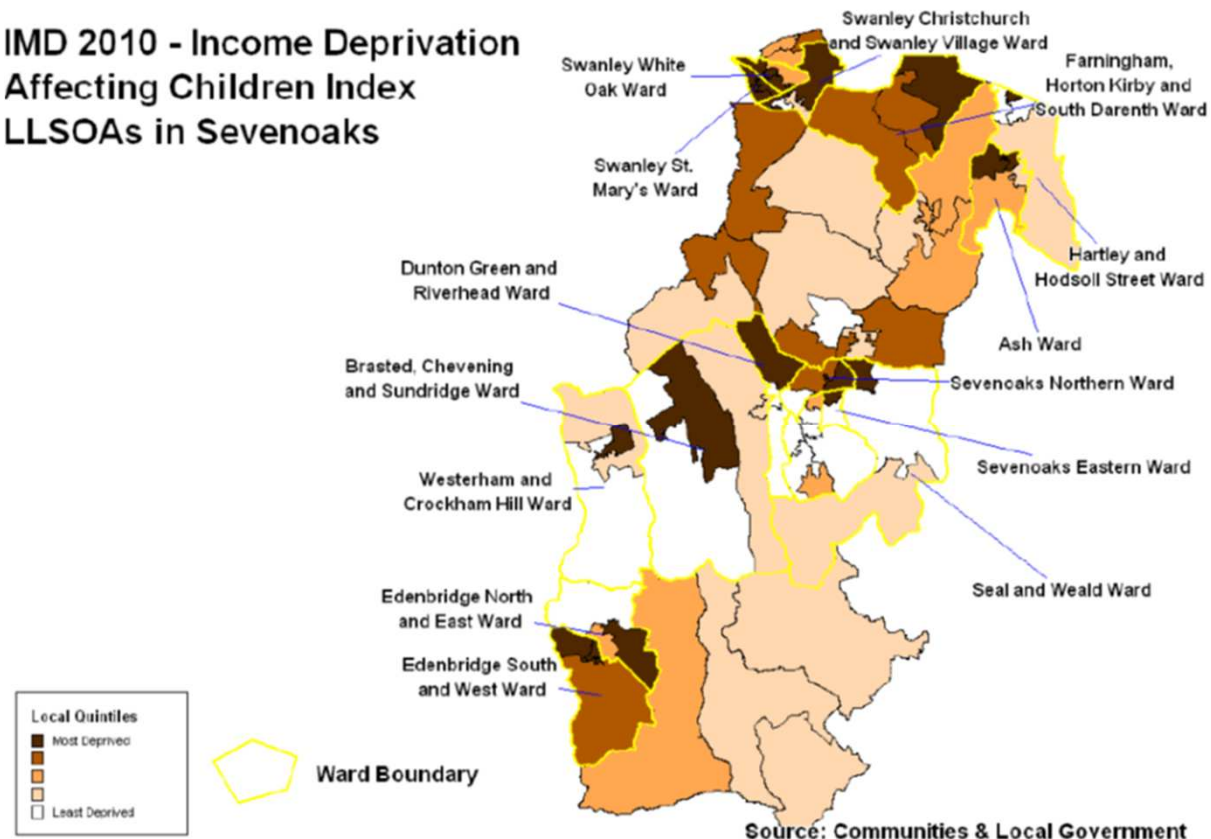 IMD 2010 - Income Deprivation
Affecting Children Index
LLSOAs in Sevenoaks
Swanley Christchurch
and Swanley Village Ward
Swanley White
Oak Ward
Farningham,
Horton Kirby and
South Darenth Ward
Swanley St.
Mary's Ward
Hartley and
Hodsoll Street Ward
Dunton Green and
Riverhead Ward
Ash Ward
Brasted, Chevening
and Sundridge Ward
Sevenoaks Northern Ward
Sevenoaks Eastern Ward
Westerham and
Crockham Hill Ward
Seal and Weald Ward
Edenbridge North
and East Ward
Edenbridge South
and West Ward
Local Quintiles
Most Deprived
Least Deprived
Ward Boundary
Source: Communities & Local Government